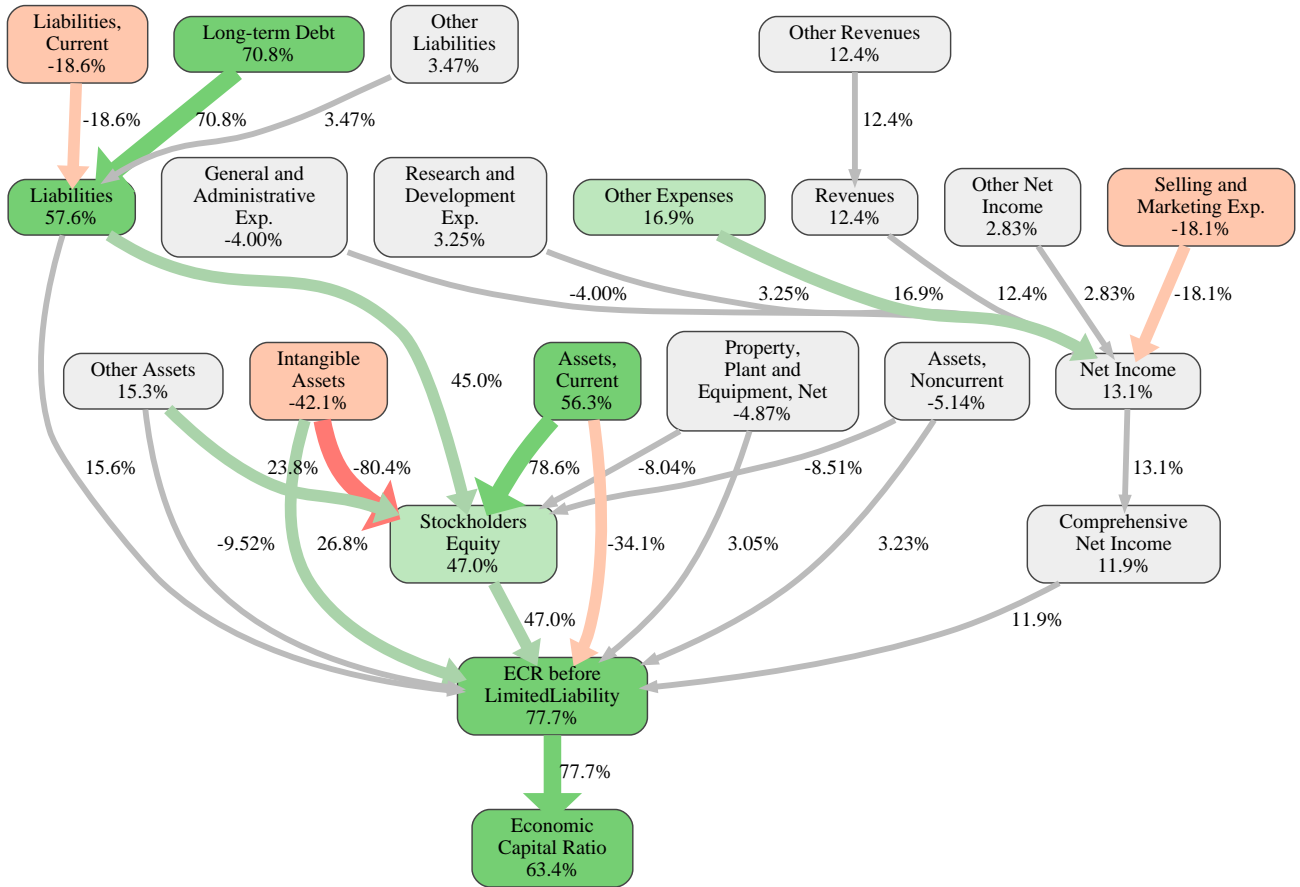 Liabilities,
Current
-18.6%
Long-term Debt
70.8%
Other
Liabilities
3.47%
Other Revenues
12.4%
-18.6%
70.8%
3.47%
12.4%
Liabilities
57.6%
General and
Administrative
Exp.
-4.00%
Research and
Development
Exp.
3.25%
Other Expenses
16.9%
Revenues
12.4%
Other Net
Income
2.83%
Selling and
Marketing Exp.
-18.1%
-4.00%
3.25%
16.9%
12.4%
2.83%
-18.1%
Other Assets
15.3%
Intangible
Assets
-42.1%
45.0%
Assets,
Current
56.3%
Property,
Plant and
Equipment, Net
-4.87%
Assets,
Noncurrent
-5.14%
Net Income
13.1%
15.6%
23.8%
-80.4%
78.6%
-8.04%
-8.51%
13.1%
Stockholders
Equity
47.0%
Comprehensive
Net Income
11.9%
-9.52%
26.8%
-34.1%
3.05%
3.23%
47.0%
11.9%
ECR before
LimitedLiability
77.7%
77.7%
Economic
Capital Ratio
63.4%